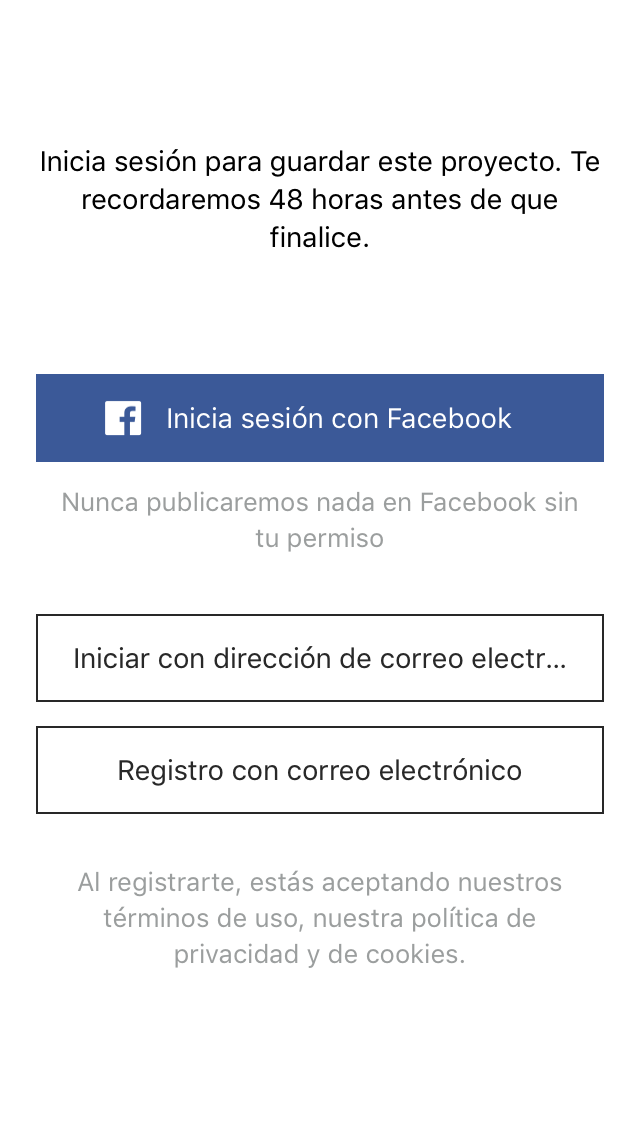 Inicia sesión para guardar este proyecto. Te
recordaremos 48 horas antes de que
finalice.
Inicia sesión con Facebook
Nunca publicaremos nada en Facebook sin
tu permiso
Iniciar con dirección de correo electr...
Registro con correo electrónico
Al registrarte, estás aceptando nuestros
términos de uso, nuestra política de
privacidad y de cookies.